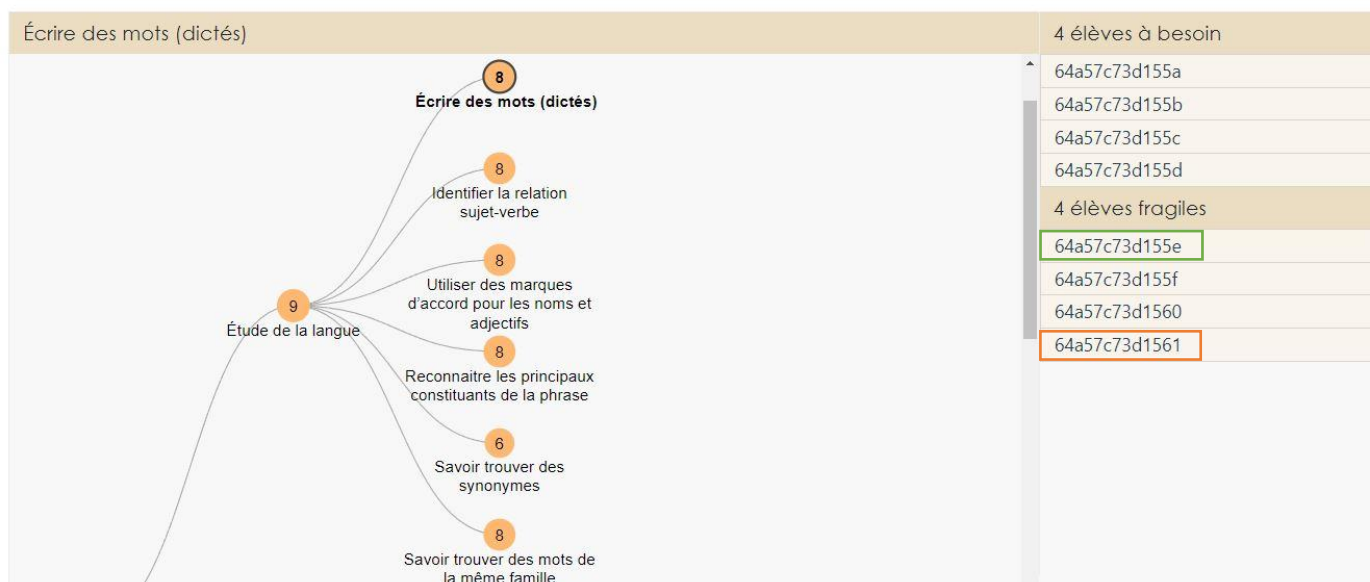 Écrire des mots (dictés)
8
Écrire des mots (dictés)
8
Identifier la relation
sujet-verbe
8
Utiliser des marques
d'accord pour les noms et
adjectifs
9
Étude de la langue
8
Reconnaitre les principaux
constituants de la phrase
6
Savoir trouver des
synonymes
8
Savoir trouver des mots de
la même famille
4 élèves à besoin
64a57c73d155a
64a57c73d155b
64a57c73d155c
64a57c73d155d
4 élèves fragiles
64a57c73d155e
64a57c73d155f
64a57c73d1560
64a57c73d1561